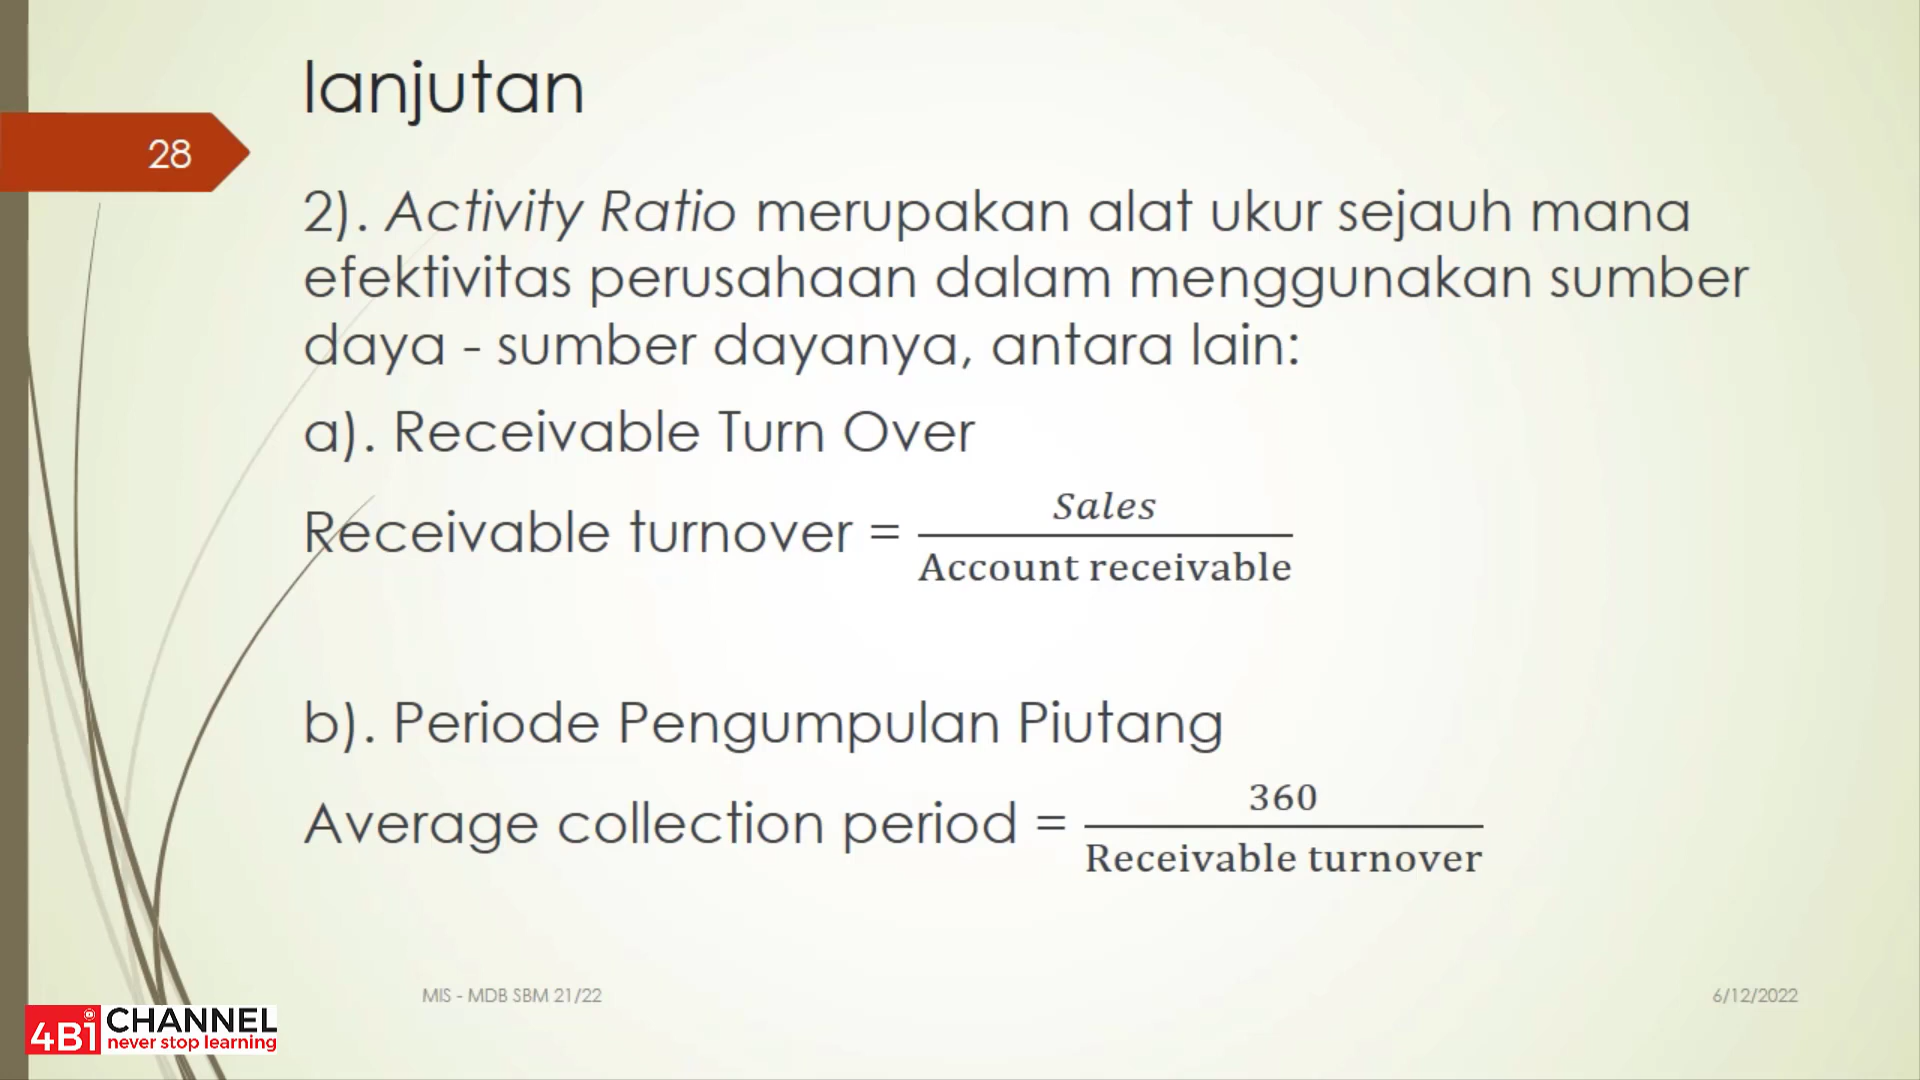 lanjutan
28
2). Activity Ratio merupakan alat ukur sejauh mana
efektivitas perusahaan dalam menggunakan sumber
daya - sumber dayanya, antara lain:
a). Receivable Turn Over
Receivable turnover = Sales
Account receivable
b). Periode Pengumpulan Piutang
Average collection period = 360
Receivable turnover
MIS - MDB SBM 21/22
6/12/2022
4Bi CHANNEL
never stop learning